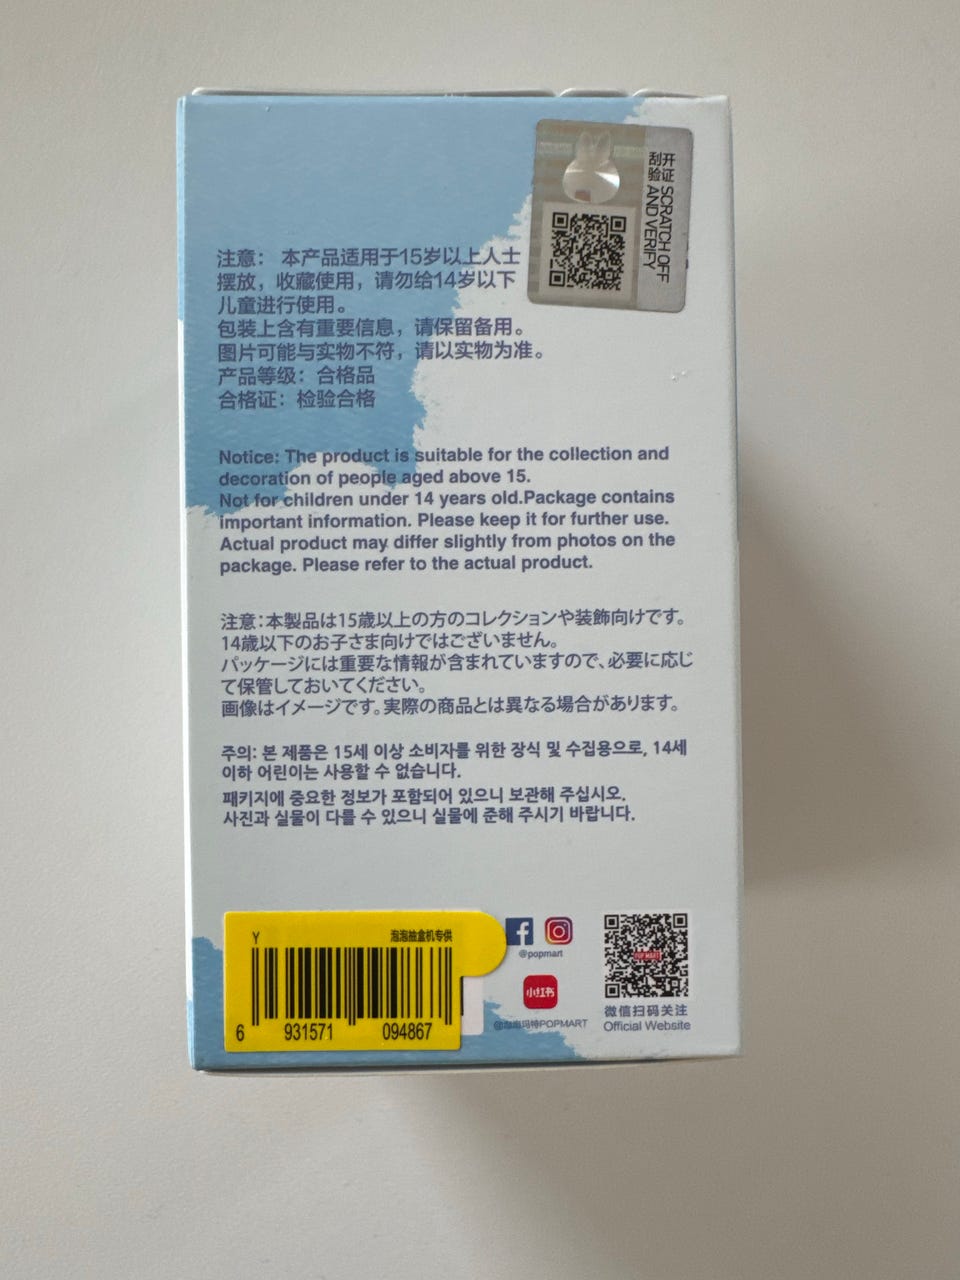 开证 SCRATCH OFF
刮验 AND VERIFY
注意： 本产品适用于15岁以上人士
摆放，收藏使用，请勿给14岁以下
儿童进行使用。
包装上含有重要信息，请保留备用。
图片可能与实物不符，请以实物为准。
产品等级：合格品
合格证：检验合格
Notice: The product is suitable for the collection and
decoration of people aged above 15.
Not for children under 14 years old.Package contains
important information. Please keep it for further use.
Actual product may differ slightly from photos on the
package. Please refer to the actual product.
注意：本製品は15歳以上の方のコレクションや装飾向けです。
14歳以下のお子さま向けではございません。
パッケージには重要な情報が含まれていますので、必要に応じ
て保管しておいてください。
画像はイメージです。実際の商品とは異なる場合があります。
주의: 본 제품은 15세 이상 소비자를 위한 장식 및 수집용으로, 14세
이하 어린이는 사용할 수 없습니다.
패키지에 중요한 정보가 포함되어 있으니 보관해 주십시오.
사진과 실물이 다를 수 있으니 실물에 준해 주시기 바랍니다.
Y 泡泡抽盒机专供
6 931571 094867
@popmart
小红书
@泡泡玛特POPMART
POP MART
微信扫码关注
Official Website